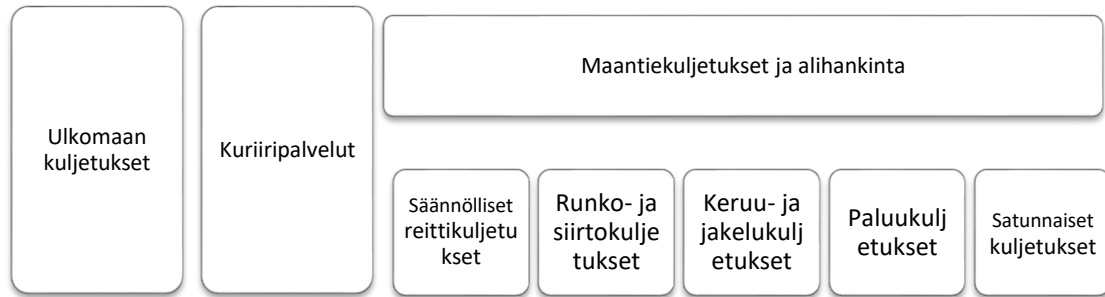 Ulkomaan
kuljetukset
Kuriiripalvelut
Maantiekuljetukset ja alihankinta
Säännölliset
reittikuljetu
kset
Runko- ja
siirtokulje
tukset
Keruu- ja
jakelukulj
etukset
Paluukulj
etukset
Satunnaiset
kuljetukset